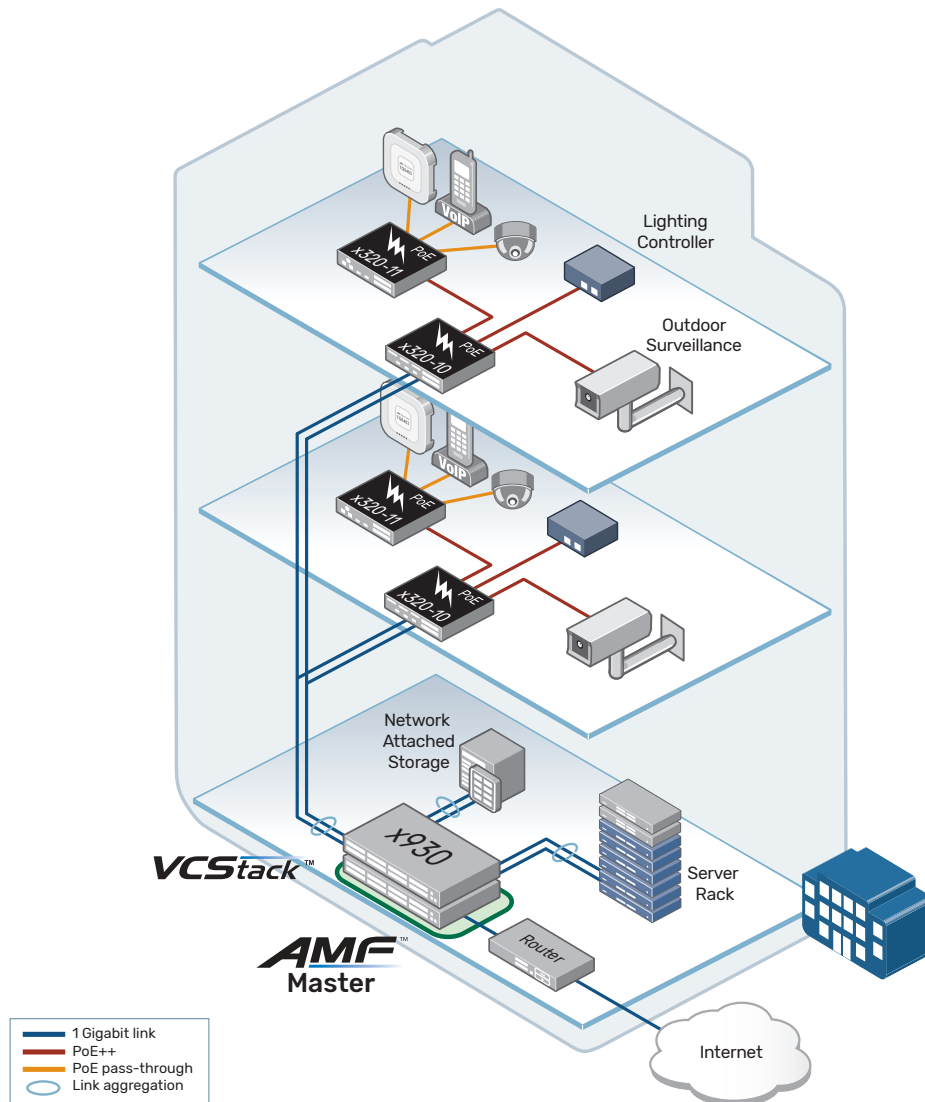 VoIP
PoE
x320-11
Lighting
Controller
PoE
x320-10
Outdoor
Surveillance
VoIP
PoE
x320-11
PoE
x320-10
Network
Attached
Storage
x930
VCStack™
Server
Rack
AMF™
Master
Router
Internet
1 Gigabit link
PoE++
PoE pass-through
Link aggregation